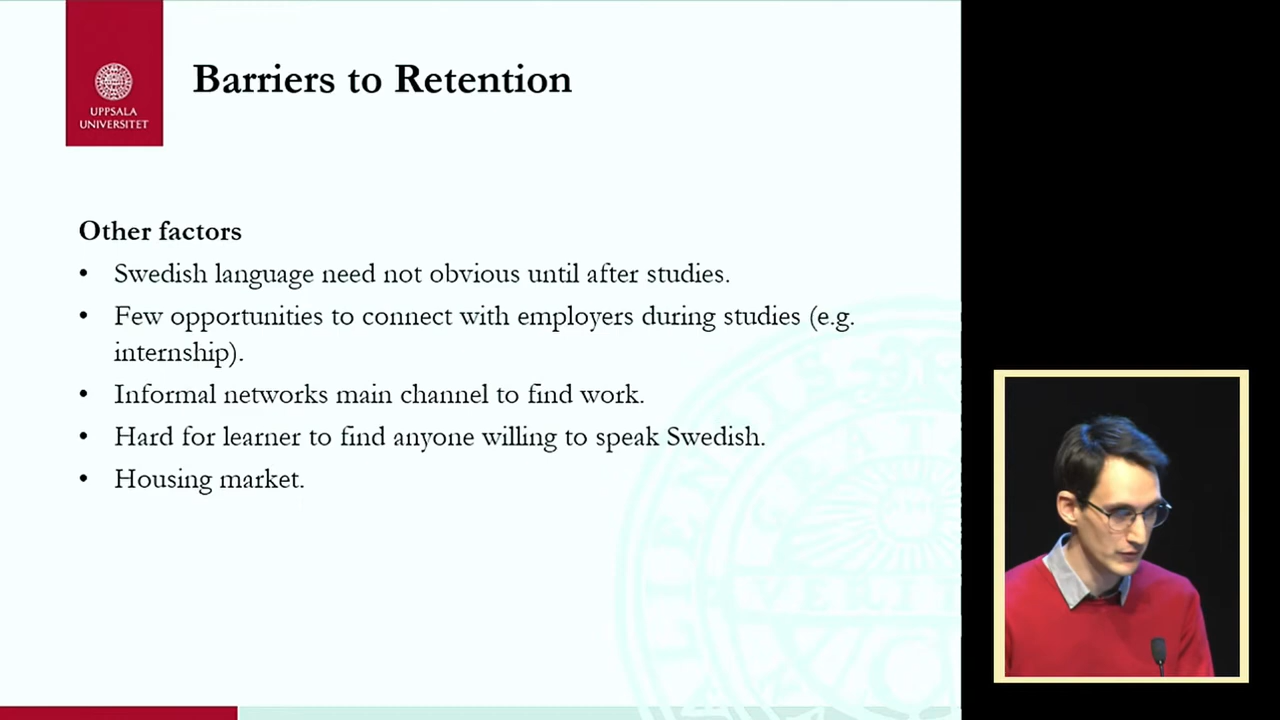 UPPSALA
UNIVERSITET
Barriers to Retention
Other factors
• Swedish language need not obvious until after studies.
• Few opportunities to connect with employers during studies (e.g.
internship).
• Informal networks main channel to find work.
• Hard for learner to find anyone willing to speak Swedish.
• Housing market.